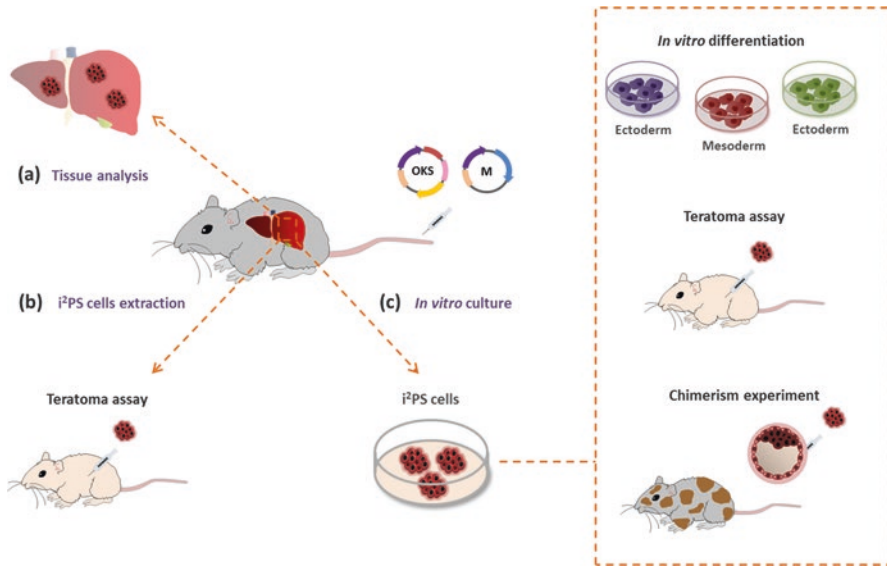 (a) Tissue analysis
OKS
M
(b) i²PS cells extraction
(c) In vitro culture
Teratoma assay
i²PS cells
In vitro differentiation
Ectoderm
Mesoderm
Ectoderm
Teratoma assay
Chimerism experiment